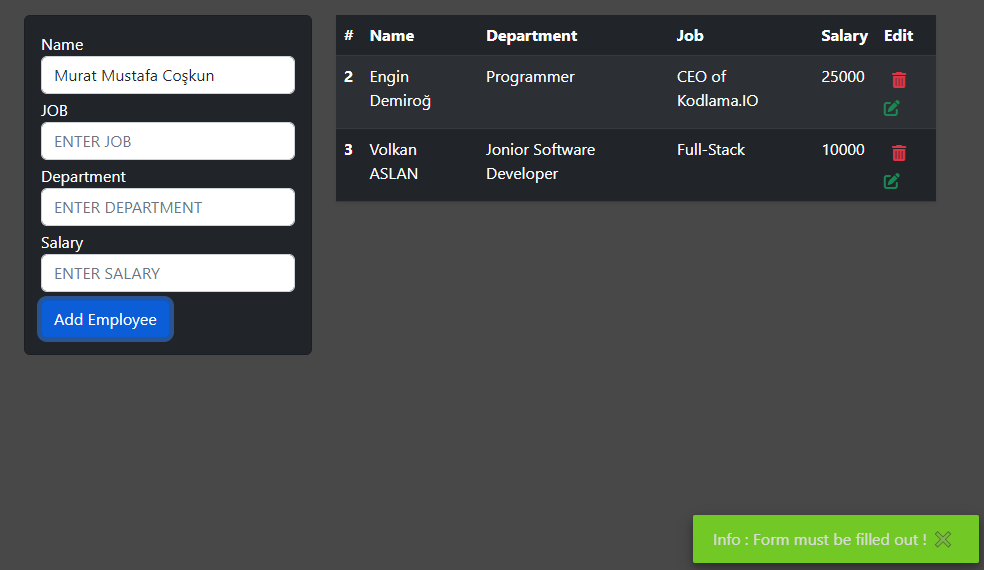 Name
Murat Mustafa Coşkun
JOB
ENTER JOB
Department
ENTER DEPARTMENT
Salary
ENTER SALARY
Add Employee
# Name Department Job Salary Edit
2 Engin Programmer CEO of 25000
Demiroğ Kodlama.IO
3 Volkan Jonior Software Full-Stack 10000
ASLAN Developer
Info : Form must be filled out !